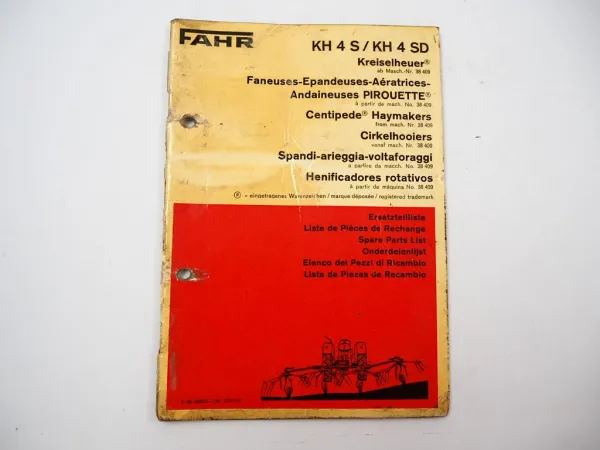 FAHR
KH 4 S / KH 4 SD
Kreiselheuer®
ab Masch.-Nr. 38 409
Faneuses-Epandeuses-Aératrices-
Andaineuses PIROUETTE®
à partir de mach. No. 38 409
Centipede® Haymakers
from mach. Nr. 38 409
Cirkelhooiers
vanaf mach. Nr. 38 409
Spandi-arieggia-voltaforaggi
a partire da macch. No. 38 409
Henificadores rotativos
à partir de máquina No. 38 409
® = eingetragenes Warenzeichen / marque déposée / registered trademark
Ersatzteilliste
Liste de Pièces de Rechange
Spare Parts List
Onderdelenlijst
Elenco dei Pezzi di Ricambio
Lista de Piezas de Recambio